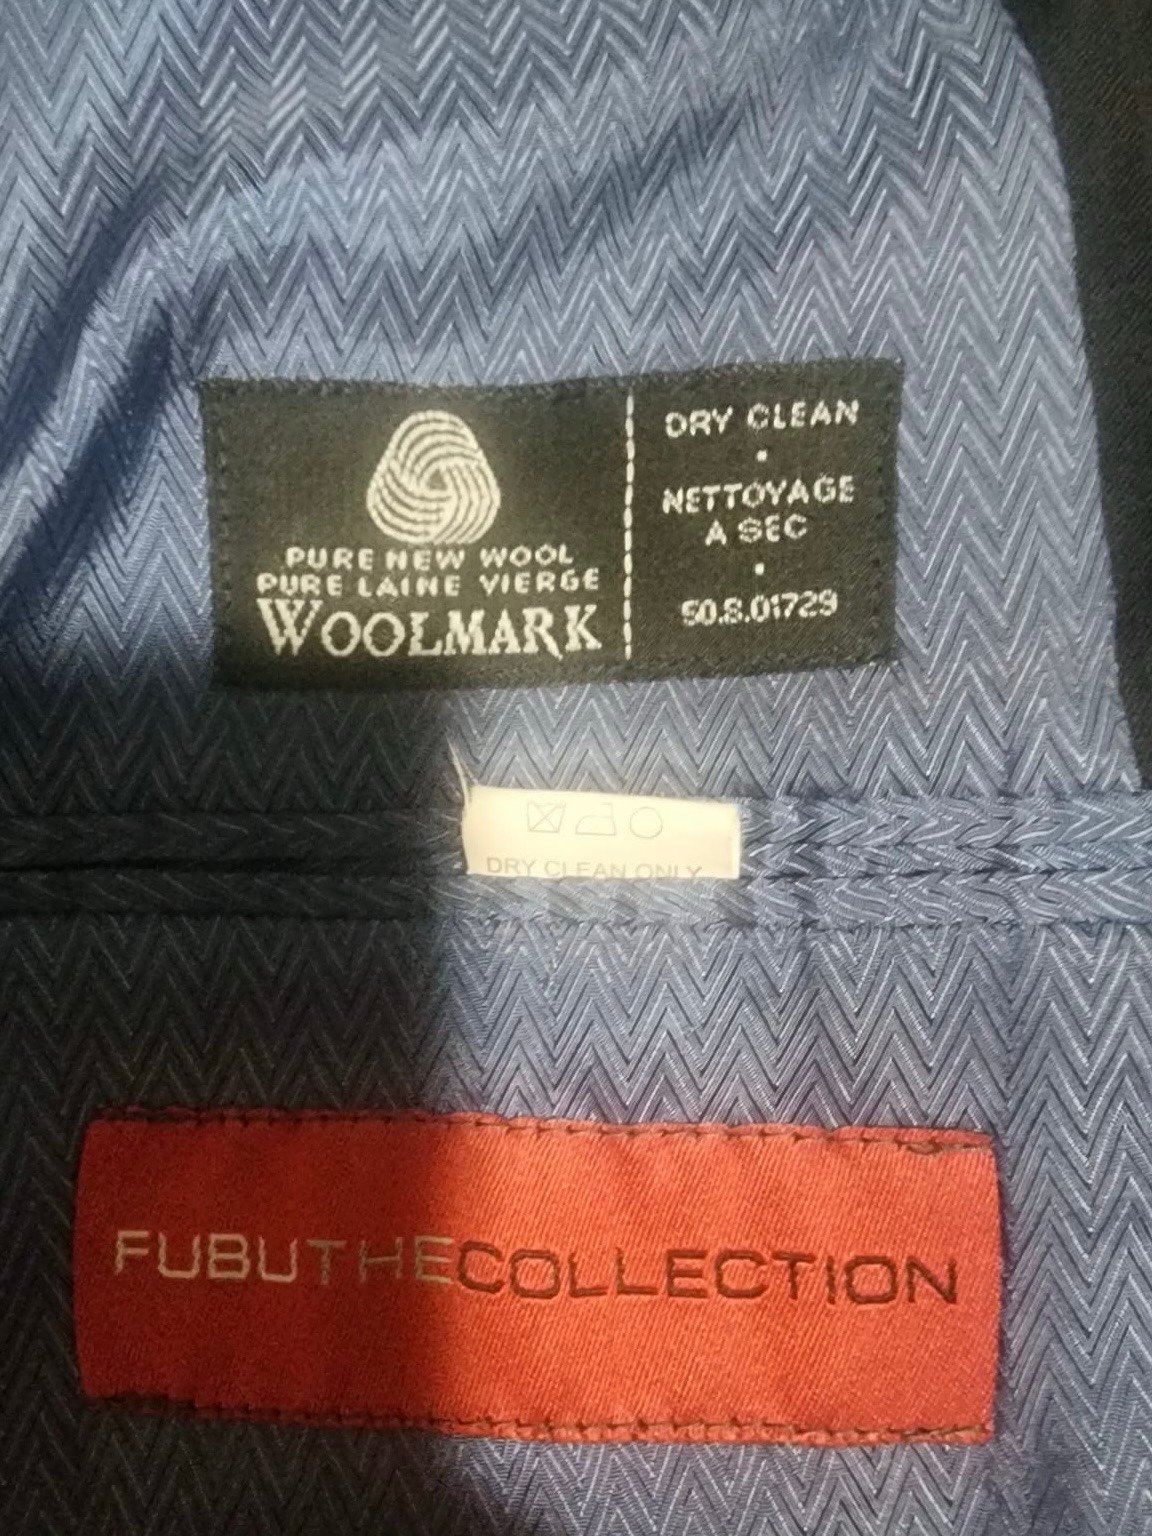 PURE NEW WOOL
PURE LAINE VIERGE
WOOLMARK
DRY CLEAN
NETTOYAGE
A SEC
50.8.01729
DRY CLEAN ONLY
FUBUTHECOLLECTION